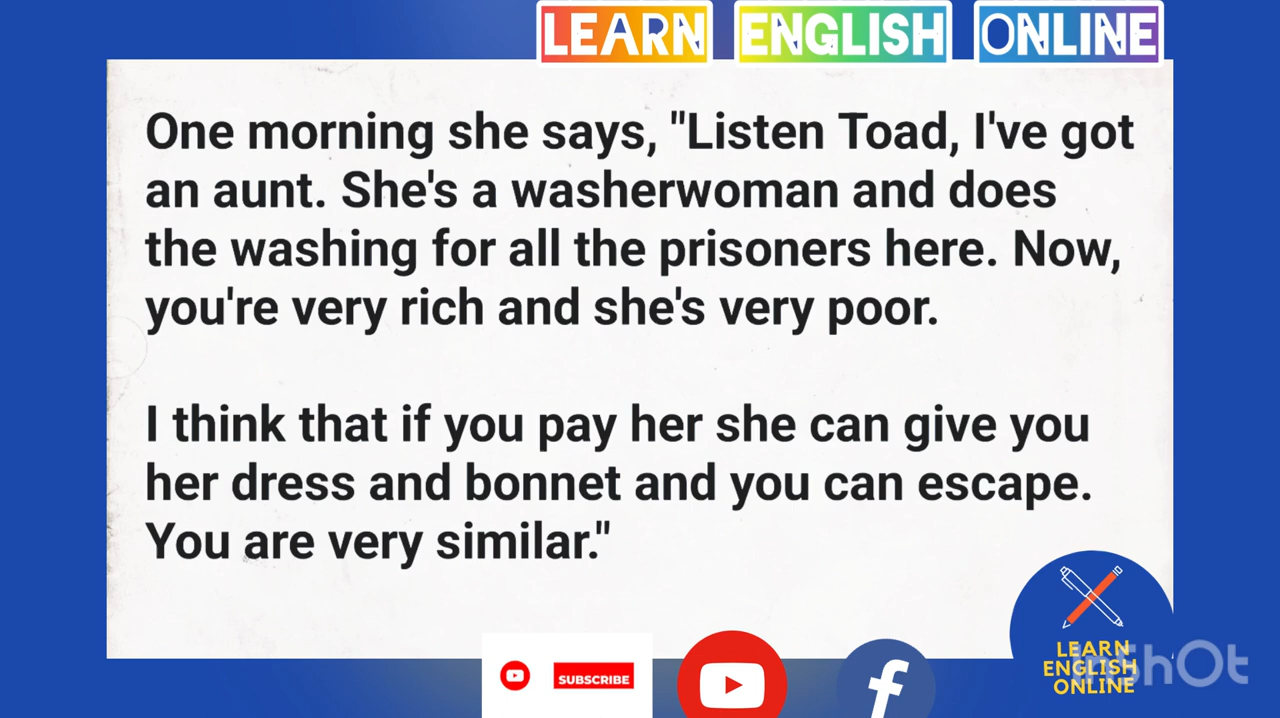 LEARN ENGLISH ONLINE
One morning she says, "Listen Toad, I've got
an aunt. She's a washerwoman and does
the washing for all the prisoners here. Now,
you're very rich and she's very poor.
I think that if you pay her she can give you
her dress and bonnet and you can escape.
You are very similar."
SUBSCRIBE
LEARN
ENGLISH
ONLINE
InShOt